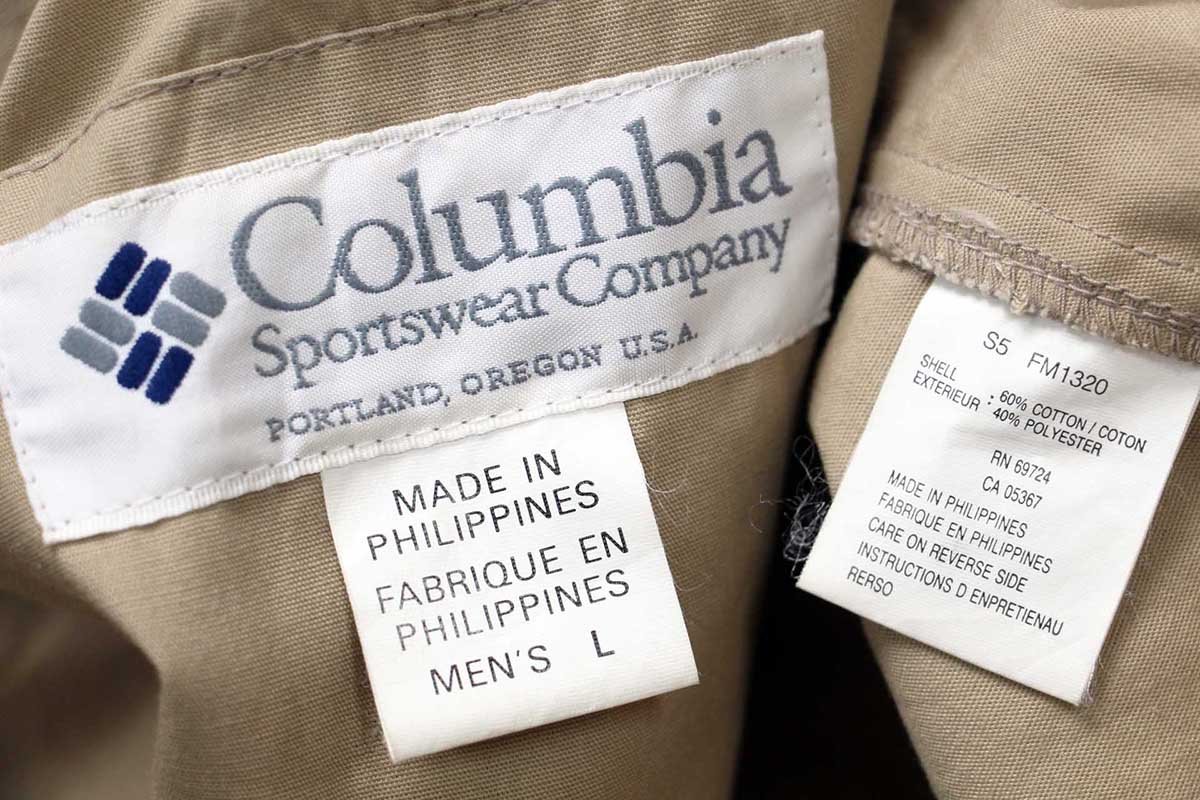 Columbia
Sportswear Company
PORTLAND, OREGON U.S.A.
MADE IN
PHILIPPINES
FABRIQUE EN
PHILIPPINES
MEN'S L
S5 FM1320
SHELL
EXTERIEUR : 60% COTTON / COTON
40% POLYESTER
RN 69724
CA 05367
MADE IN PHILIPPINES
FABRIQUE EN PHILIPPINES
CARE ON REVERSE SIDE
INSTRUCTIONS D ENPRETIENAU
RERSO